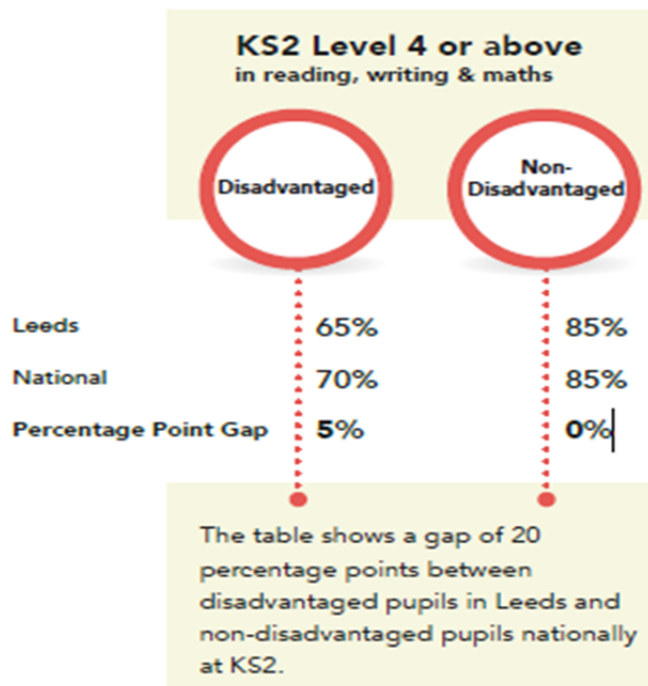 KS2 Level 4 or above
in reading, writing & maths
Disadvantaged
Non-
Disadvantaged
Leeds 65% 85%
National 70% 85%
Percentage Point Gap 5% 0%
The table shows a gap of 20
percentage points between
disadvantaged pupils in Leeds and
non-disadvantaged pupils nationally
at KS2.